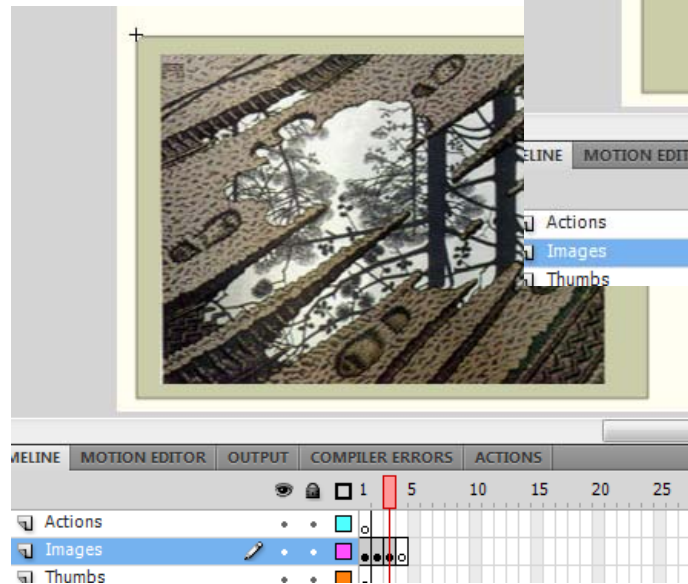 ELINE MOTION EDIT
Actions
Images
Thumbs
MELINE MOTION EDITOR OUTPUT COMPILER ERRORS ACTIONS
1 5 10 15 20 25
Actions
Images
Thumbs